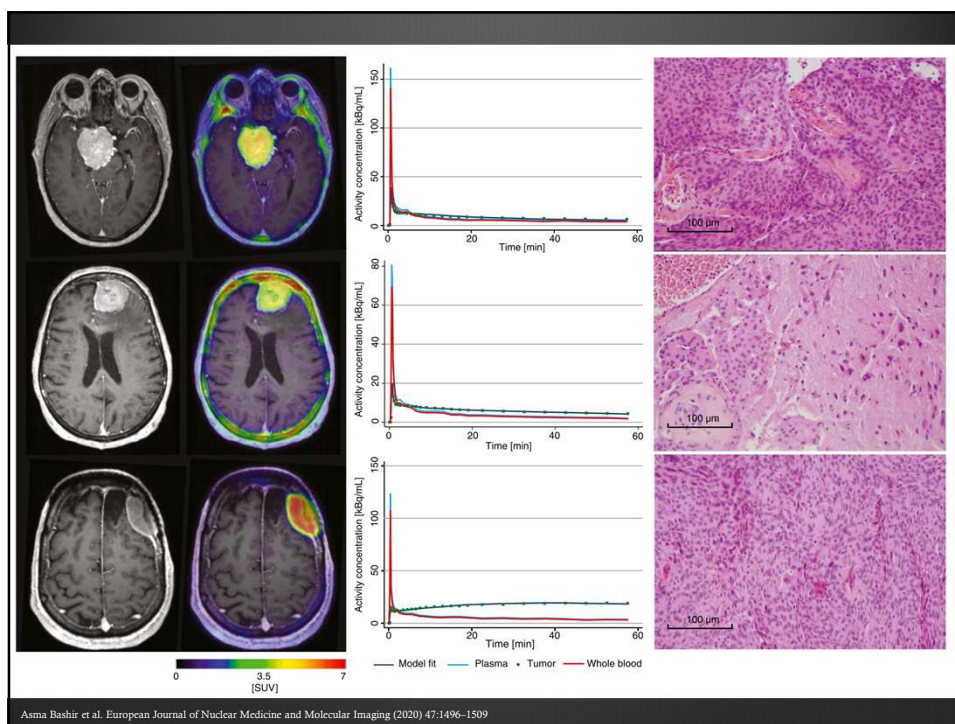 Activity concentration [kBq/mL]
150
100
50
0
0 20 40 60
Time [min]
100 μm
Activity concentration [kBq/mL]
80
60
40
20
0
0 20 40 60
Time [min]
100 μm
Activity concentration [kBq/mL]
150
100
50
0
0 20 40 60
Time [min]
100 μm
0 3.5 7
[SUV]
Model fit Plasma Tumor Whole blood
Asma Bashir et al. European Journal of Nuclear Medicine and Molecular Imaging (2020) 47:1496–1509